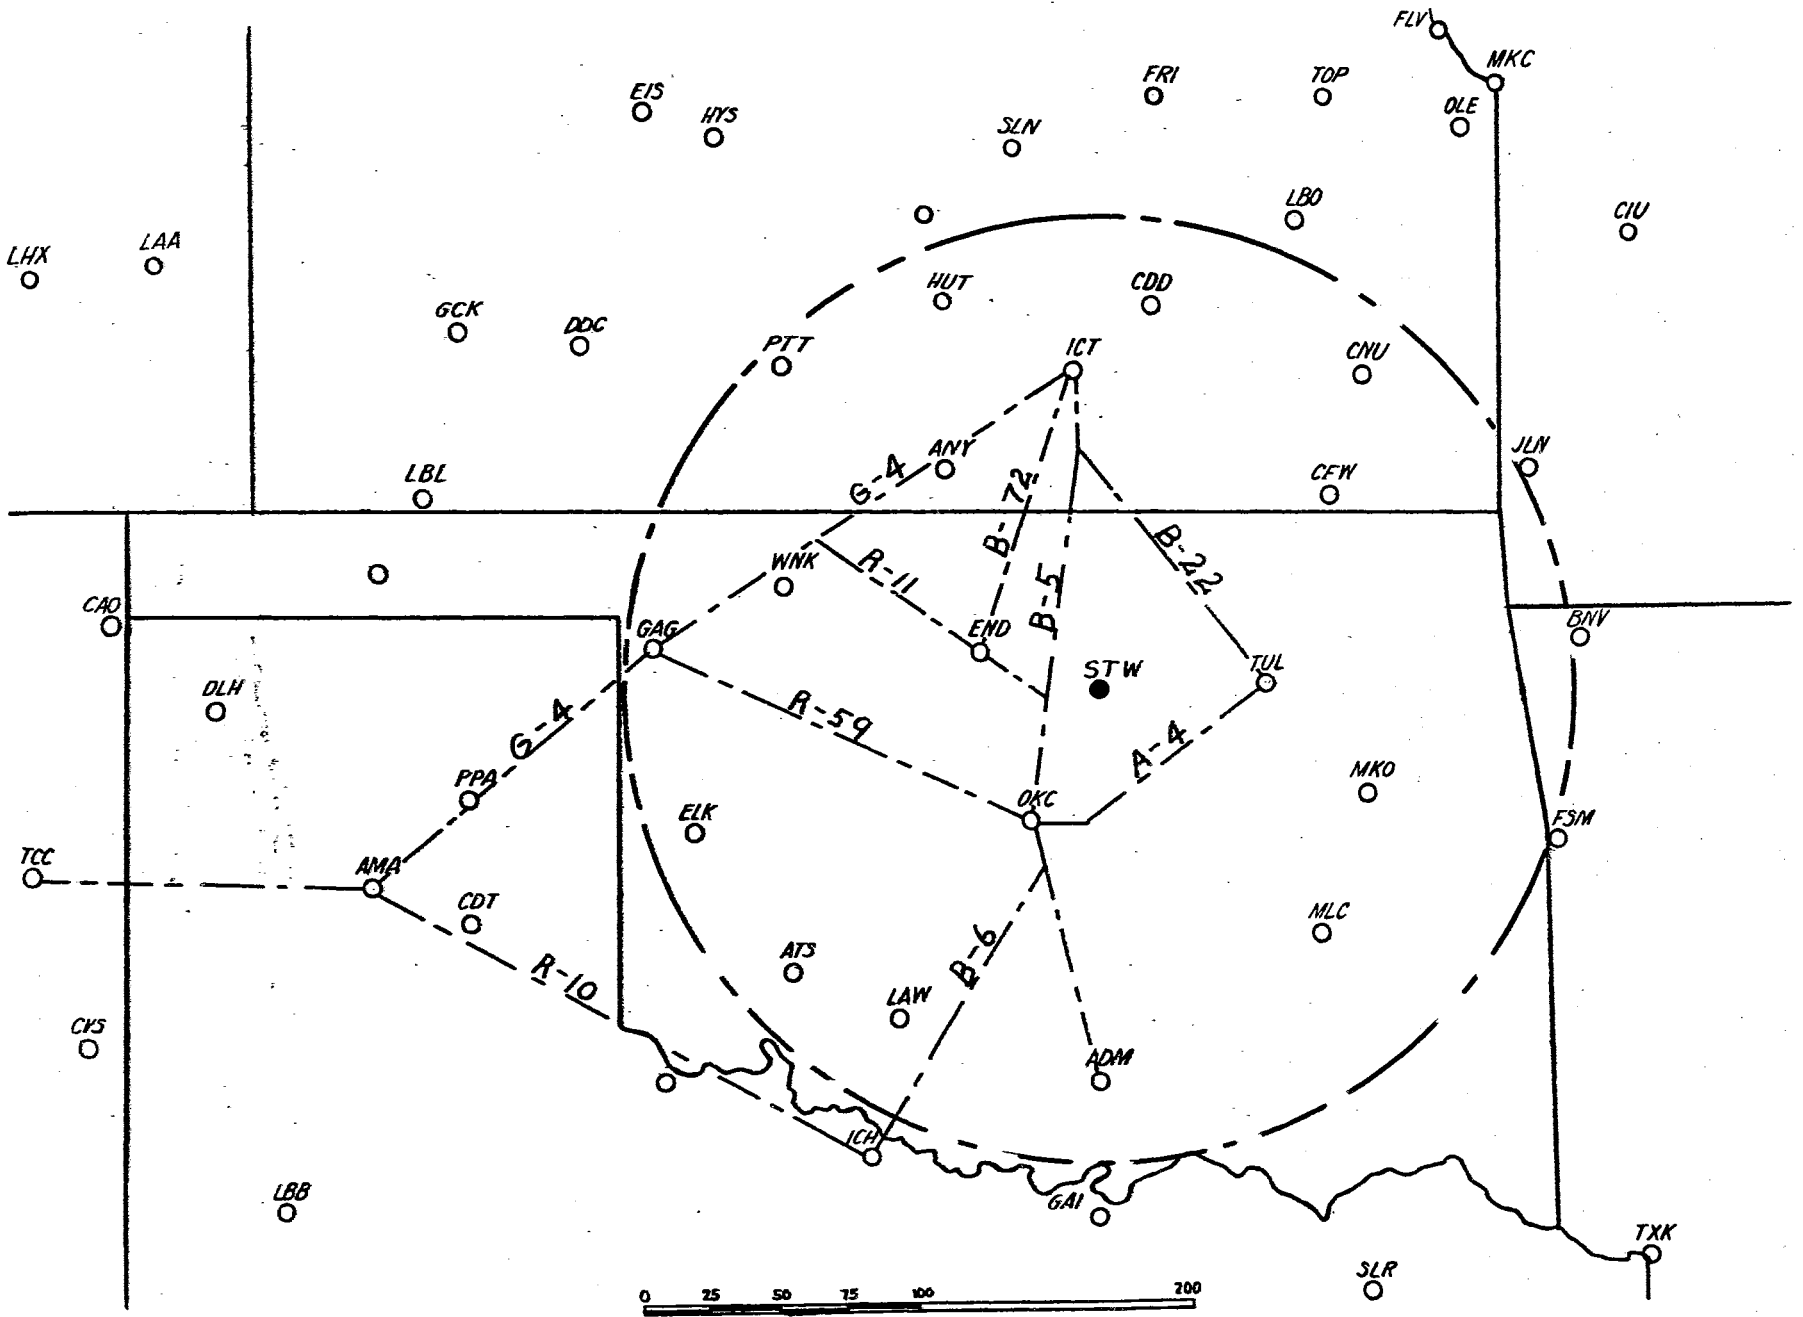 FLV
MKC
FRI
TOP
EIS
HYS
OLE
SLN
LBO
CIU
LHX
LAA
HUT
CDD
GCK
DDC
PTT
ICT
CNU
ANY
JLN
LBL
G-4
B-72
CFW
B-22
WNK
R-11
B-5
CAO
GAG
END
BNV
STW
TUL
DLH
G-4
R-59
A-4
PPA
MKO
ELK
OKC
FSM
TCC
AMA
CDT
MLC
ATS
B-6
R-10
LAW
CVS
ADM
ICH
LBB
GAI
TXK
SLR
0 25 50 75 100 200